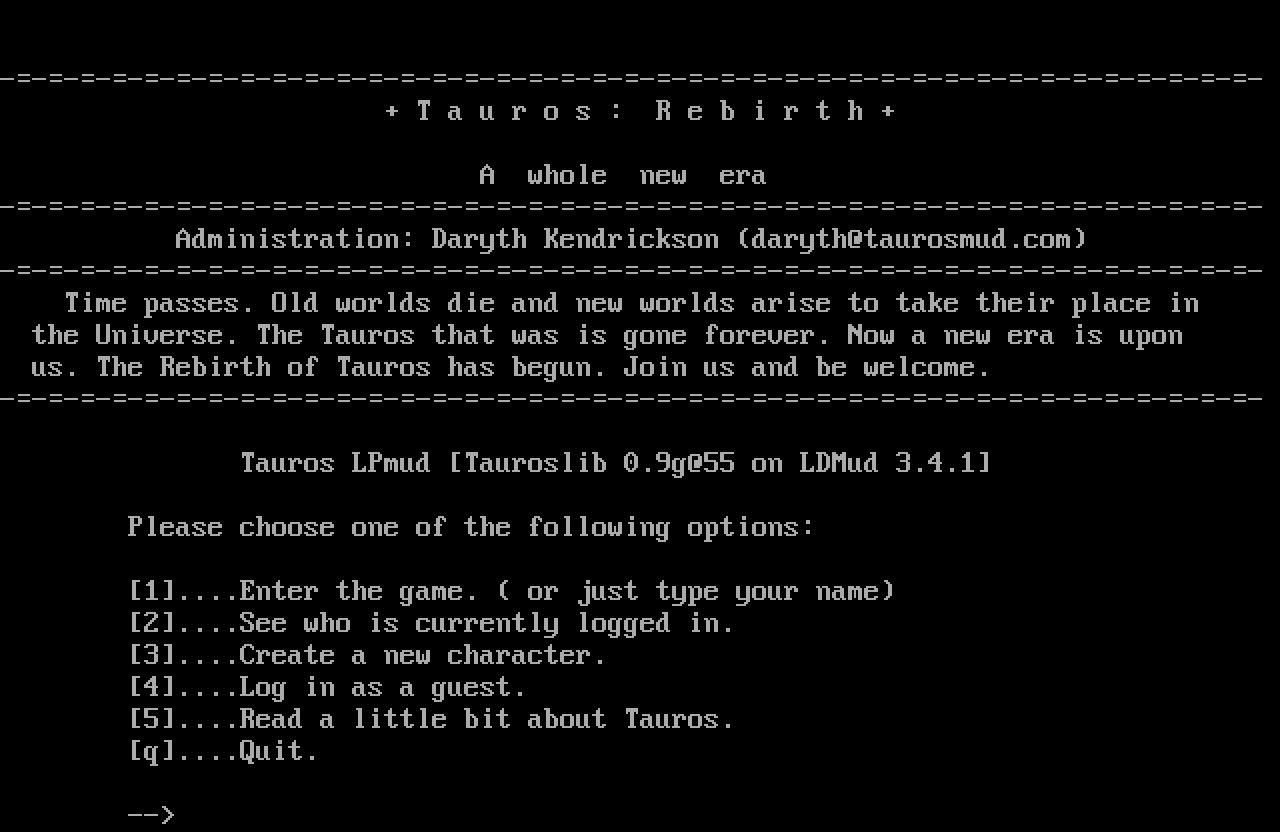 -=-=-=-=-=-=-=-=-=-=-=-=-=-=-=-=-=-=-=-=-=-=-=-=-=-=-=-=-=-=-=-=-=-=-=-=-=-=-=-
+ T a u r o s :  R e b i r t h +
A  whole  new  era
-=-=-=-=-=-=-=-=-=-=-=-=-=-=-=-=-=-=-=-=-=-=-=-=-=-=-=-=-=-=-=-=-=-=-=-=-=-=-=-
Administration: Daryth Kendrickson (daryth@taurosmud.com)
-=-=-=-=-=-=-=-=-=-=-=-=-=-=-=-=-=-=-=-=-=-=-=-=-=-=-=-=-=-=-=-=-=-=-=-=-=-=-=-
Time passes. Old worlds die and new worlds arise to take their place in
the Universe. The Tauros that was is gone forever. Now a new era is upon
us. The Rebirth of Tauros has begun. Join us and be welcome.
-=-=-=-=-=-=-=-=-=-=-=-=-=-=-=-=-=-=-=-=-=-=-=-=-=-=-=-=-=-=-=-=-=-=-=-=-=-=-=-
Tauros LPmud [Tauroslib 0.9g@55 on LDMud 3.4.1]
Please choose one of the following options:
[1]....Enter the game. ( or just type your name)
[2]....See who is currently logged in.
[3]....Create a new character.
[4]....Log in as a guest.
[5]....Read a little bit about Tauros.
[q]....Quit.
-->